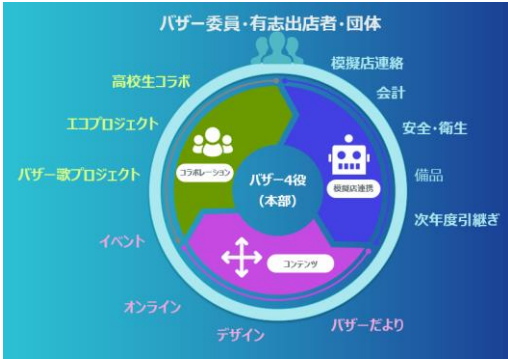 バザー委員・有志出店者・団体
模擬店連絡
高校生コラボ
会計
エコプロジェクト
安全・衛生
バザー歌プロジェクト
コラボレーション
バザー4役
(本部)
模擬店連携
備品
次年度引継ぎ
イベント
コンテンツ
オンライン
デザイン
バザーだより